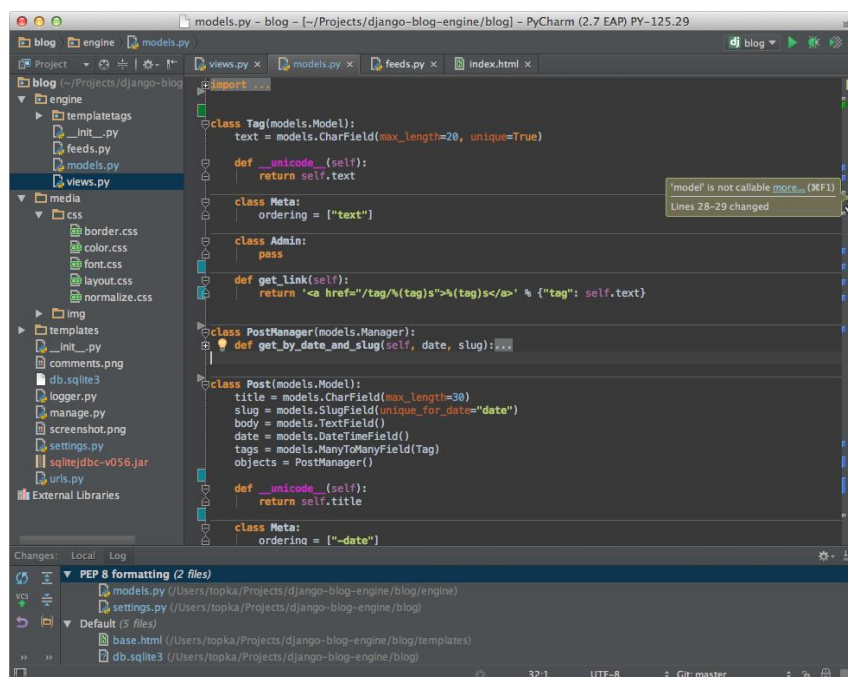 models.py – blog – [~/Projects/django-blog-engine/blog] – PyCharm (2.7 EAP) PY-125.29
blog engine models.py
dj blog
Project
views.py × models.py × feeds.py × index.html ×
blog (~/Projects/django-blog
engine
templatetags
__init__.py
feeds.py
models.py
views.py
media
css
border.css
color.css
font.css
layout.css
normalize.css
img
templates
__init__.py
comments.png
db.sqlite3
logger.py
manage.py
screenshot.png
settings.py
sqlitejdbc-v056.jar
urls.py
External Libraries
import ...
class Tag(models.Model):
text = models.CharField(max_length=20, unique=True)
def __unicode__(self):
return self.text
class Meta:
ordering = ["text"]
class Admin:
pass
def get_link(self):
return '<a href="/tag/%(tag)s">%(tag)s</a>' % {"tag": self.text}
class PostManager(models.Manager):
def get_by_date_and_slug(self, date, slug):...
class Post(models.Model):
title = models.CharField(max_length=30)
slug = models.SlugField(unique_for_date="date")
body = models.TextField()
date = models.DateTimeField()
tags = models.ManyToManyField(Tag)
objects = PostManager()
def __unicode__(self):
return self.title
class Meta:
ordering = ["-date"]
'model' is not callable more... (⌘F1)
Lines 28–29 changed
Changes: Local Log
PEP 8 formatting (2 files)
models.py (/Users/topka/Projects/django-blog-engine/blog/engine)
settings.py (/Users/topka/Projects/django-blog-engine/blog)
Default (5 files)
base.html (/Users/topka/Projects/django-blog-engine/blog/templates)
db.sqlite3 (/Users/topka/Projects/django-blog-engine/blog)
VCS
32:1 UTF-8 Git: master